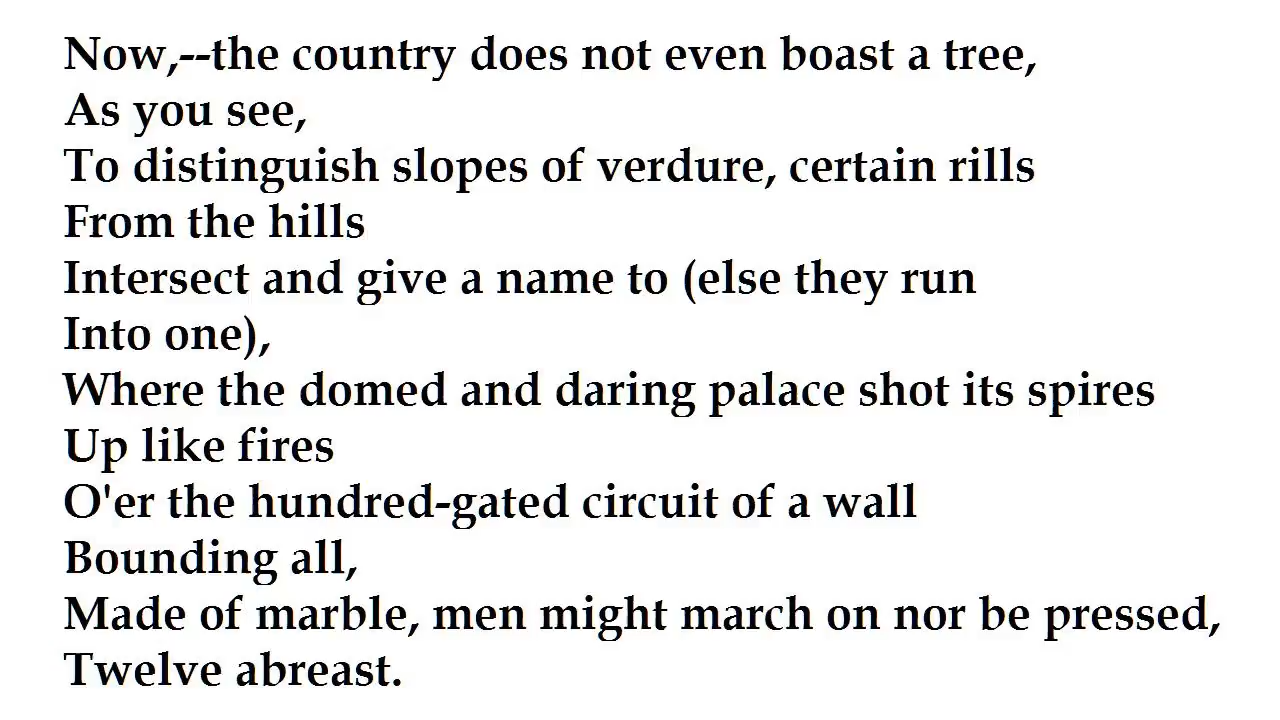 Now,--the country does not even boast a tree,
As you see,
To distinguish slopes of verdure, certain rills
From the hills
Intersect and give a name to (else they run
Into one),
Where the domed and daring palace shot its spires
Up like fires
O'er the hundred-gated circuit of a wall
Bounding all,
Made of marble, men might march on nor be pressed,
Twelve abreast.